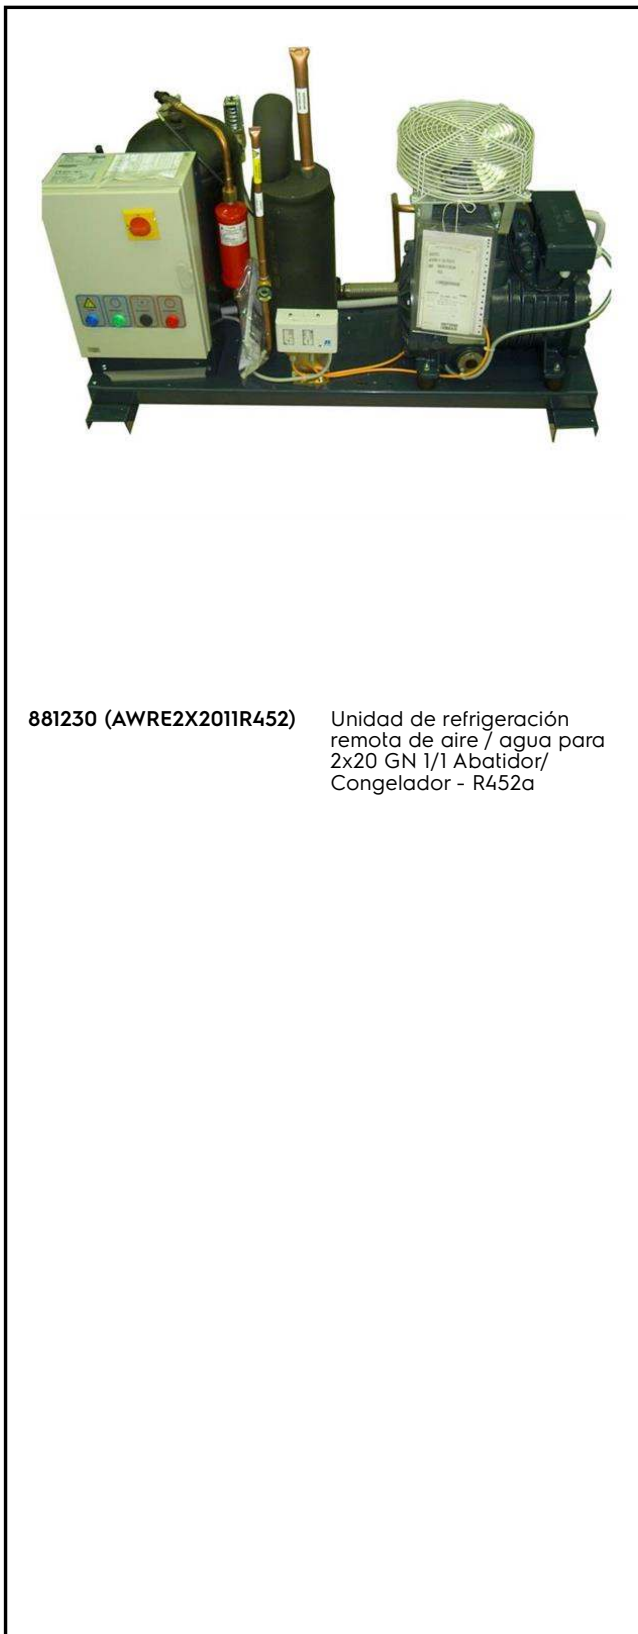 881230 (AWRE2X2011R452)
Unidad de refrigeración
remota de aire / agua para
2x20 GN 1/1 Abatidor/
Congelador - R452a